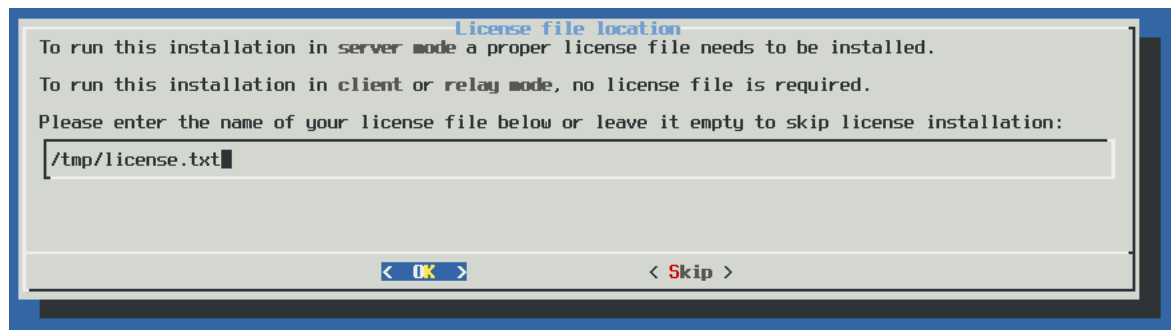 License file location
To run this installation in server mode a proper license file needs to be installed.
To run this installation in client or relay mode, no license file is required.
Please enter the name of your license file below or leave it empty to skip license installation:
/tmp/license.txt
< OK > < Skip >